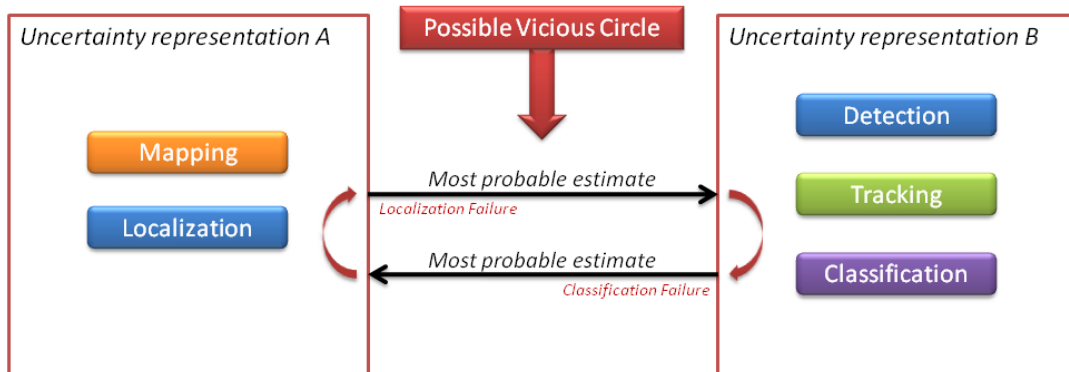 Uncertainty representation A
Possible Vicious Circle
Uncertainty representation B
Mapping
Localization
Most probable estimate
Localization Failure
Most probable estimate
Classification Failure
Detection
Tracking
Classification